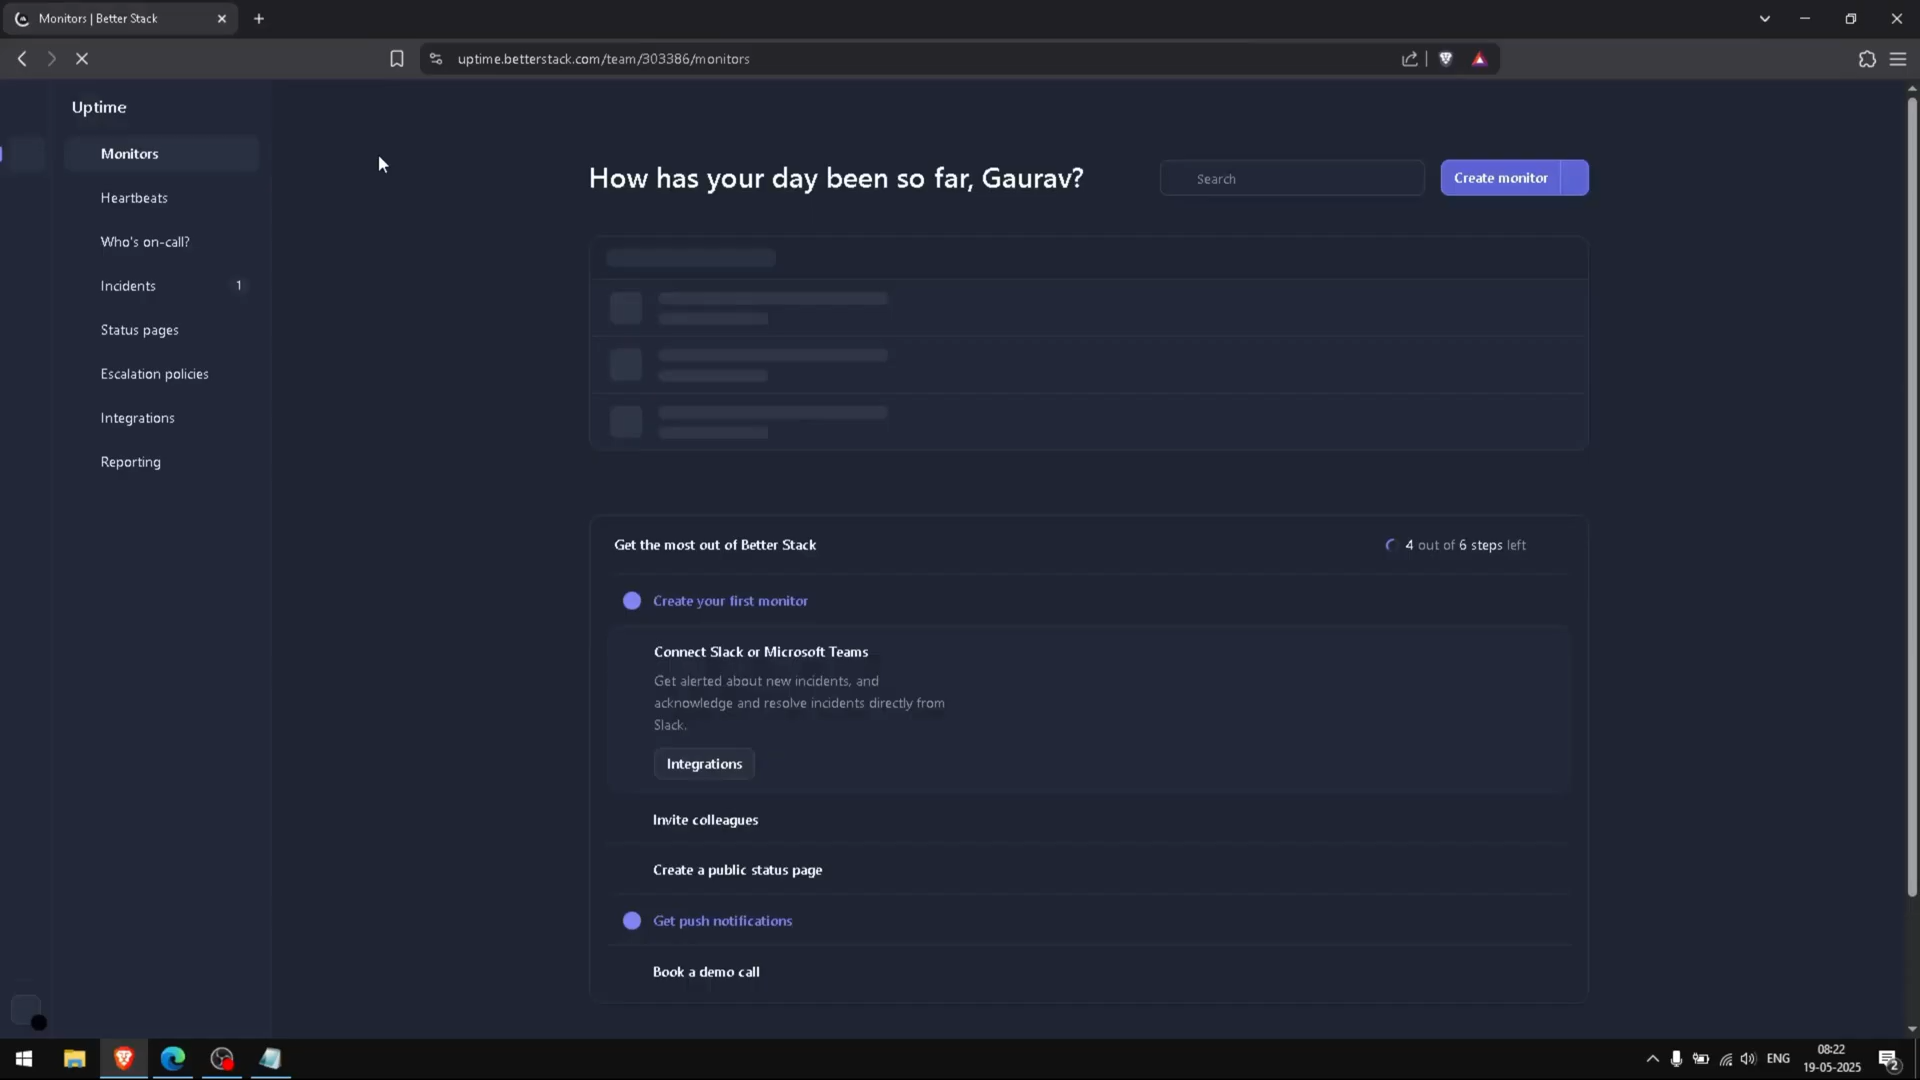 Monitors | Better Stack
uptime.betterstack.com/team/303386/monitors
Uptime
Monitors
Heartbeats
Who's on-call?
Incidents 1
Status pages
Escalation policies
Integrations
Reporting
How has your day been so far, Gaurav?
Search
Create monitor
Get the most out of Better Stack
4 out of 6 steps left
Create your first monitor
Connect Slack or Microsoft Teams
Get alerted about new incidents, and
acknowledge and resolve incidents directly from
Slack.
Integrations
Invite colleagues
Create a public status page
Get push notifications
Book a demo call
ENG
08:22
19-05-2025
2